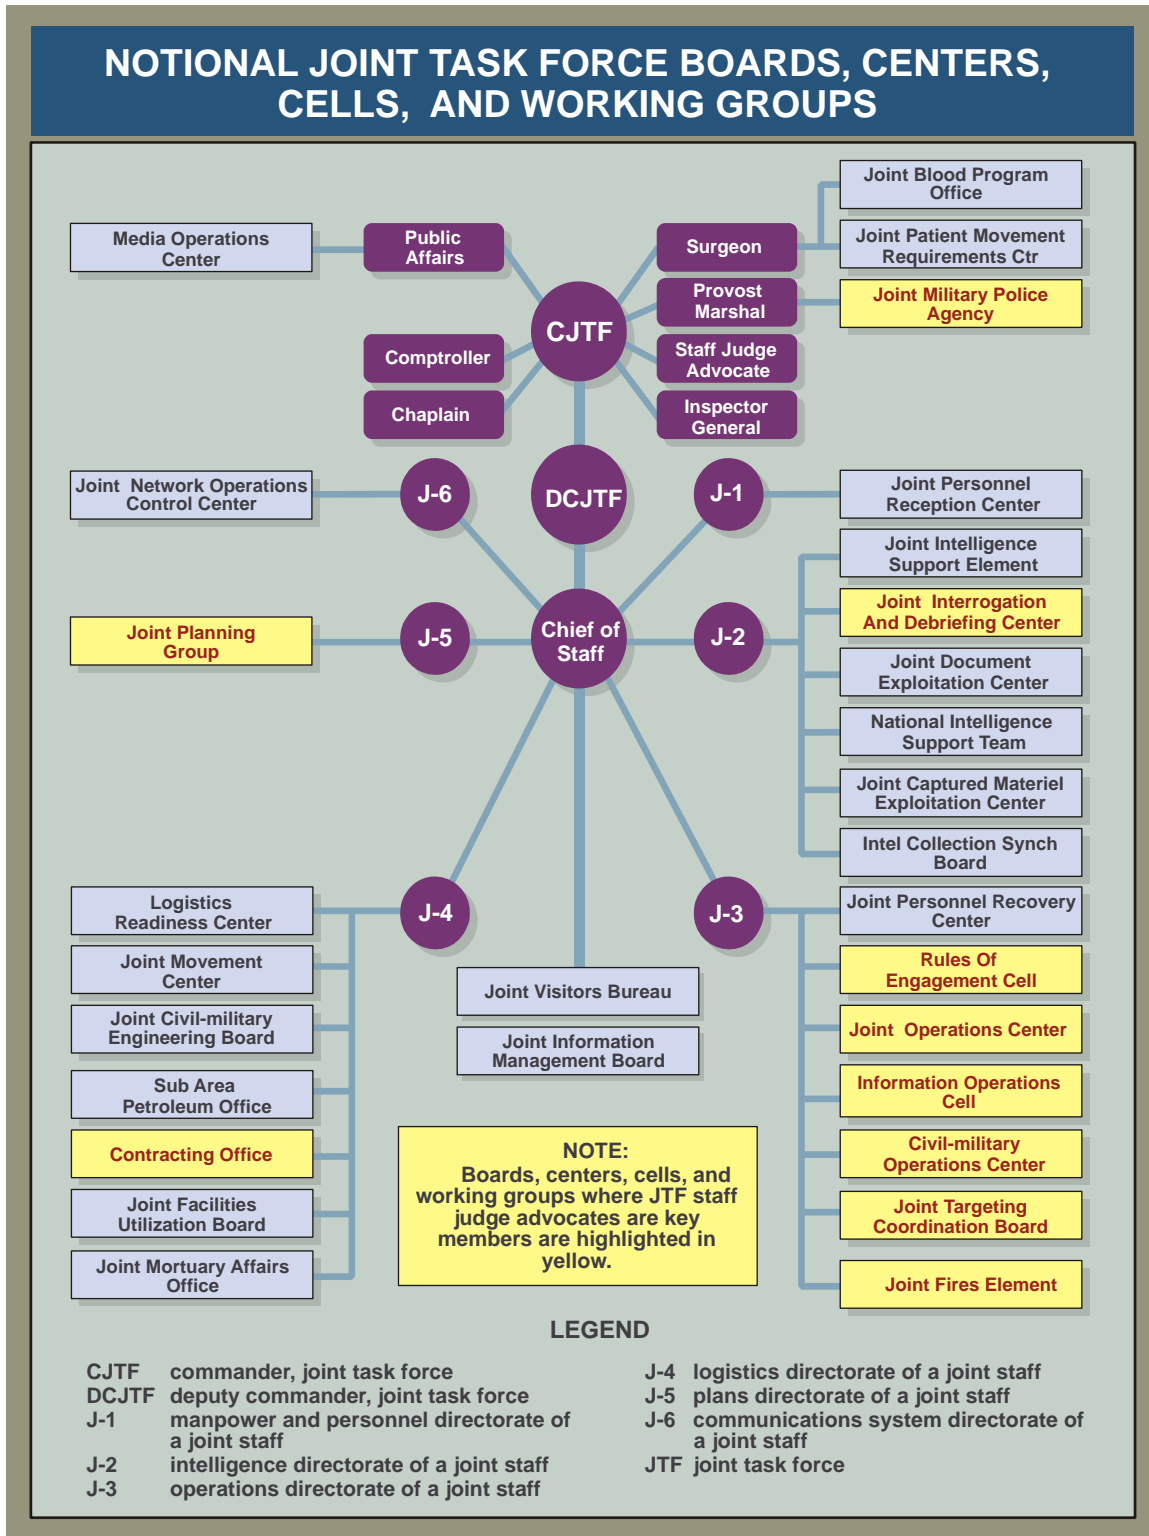 NOTIONAL JOINT TASK FORCE BOARDS, CENTERS,
CELLS, AND WORKING GROUPS
Joint Blood Program
Office
Media Operations
Center
Public
Affairs
Surgeon
Joint Patient Movement
Requirements Ctr
CJTF
Provost
Marshal
Joint Military Police
Agency
Comptroller
Staff Judge
Advocate
Chaplain
Inspector
General
Joint Network Operations
Control Center
J-6
DCJTF
J-1
Joint Personnel
Reception Center
Joint Intelligence
Support Element
Joint Interrogation
And Debriefing Center
Joint Planning
Group
J-5
Chief of
Staff
J-2
Joint Document
Exploitation Center
National Intelligence
Support Team
Joint Captured Materiel
Exploitation Center
Intel Collection Synch
Board
Logistics
Readiness Center
J-4
J-3
Joint Personnel Recovery
Center
Joint Movement
Center
Rules Of
Engagement Cell
Joint Visitors Bureau
Joint Civil-military
Engineering Board
Joint Operations Center
Joint Information
Management Board
Sub Area
Petroleum Office
Information Operations
Cell
Contracting Office
Civil-military
Operations Center
Joint Facilities
Utilization Board
Joint Targeting
Coordination Board
Joint Mortuary Affairs
Office
Joint Fires Element
NOTE:
Boards, centers, cells, and
working groups where JTF staff
judge advocates are key
members are highlighted in
yellow.
LEGEND
CJTF commander, joint task force
DCJTF deputy commander, joint task force
J-1 manpower and personnel directorate of
a joint staff
J-2 intelligence directorate of a joint staff
J-3 operations directorate of a joint staff
J-4 logistics directorate of a joint staff
J-5 plans directorate of a joint staff
J-6 communications system directorate of
a joint staff
JTF joint task force